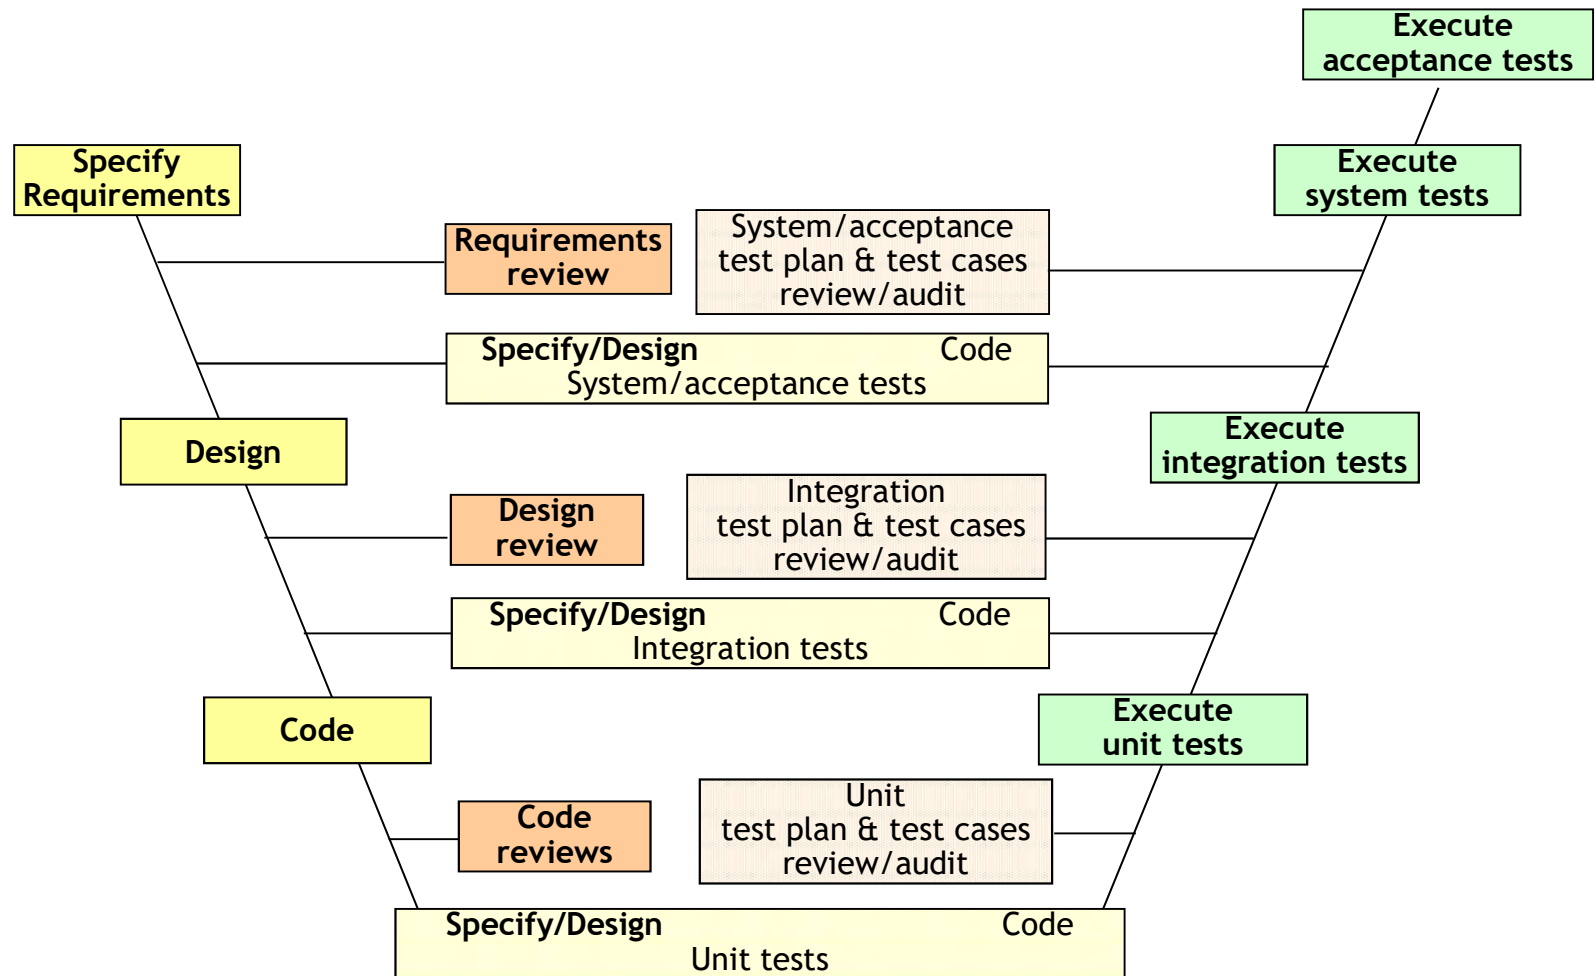 Execute
acceptance tests
Specify
Requirements
Execute
system tests
Requirements
review
System/acceptance
test plan & test cases
review/audit
Specify/Design Code
System/acceptance tests
Design
Execute
integration tests
Design
review
Integration
test plan & test cases
review/audit
Specify/Design Code
Integration tests
Code
Execute
unit tests
Code
reviews
Unit
test plan & test cases
review/audit
Specify/Design Code
Unit tests